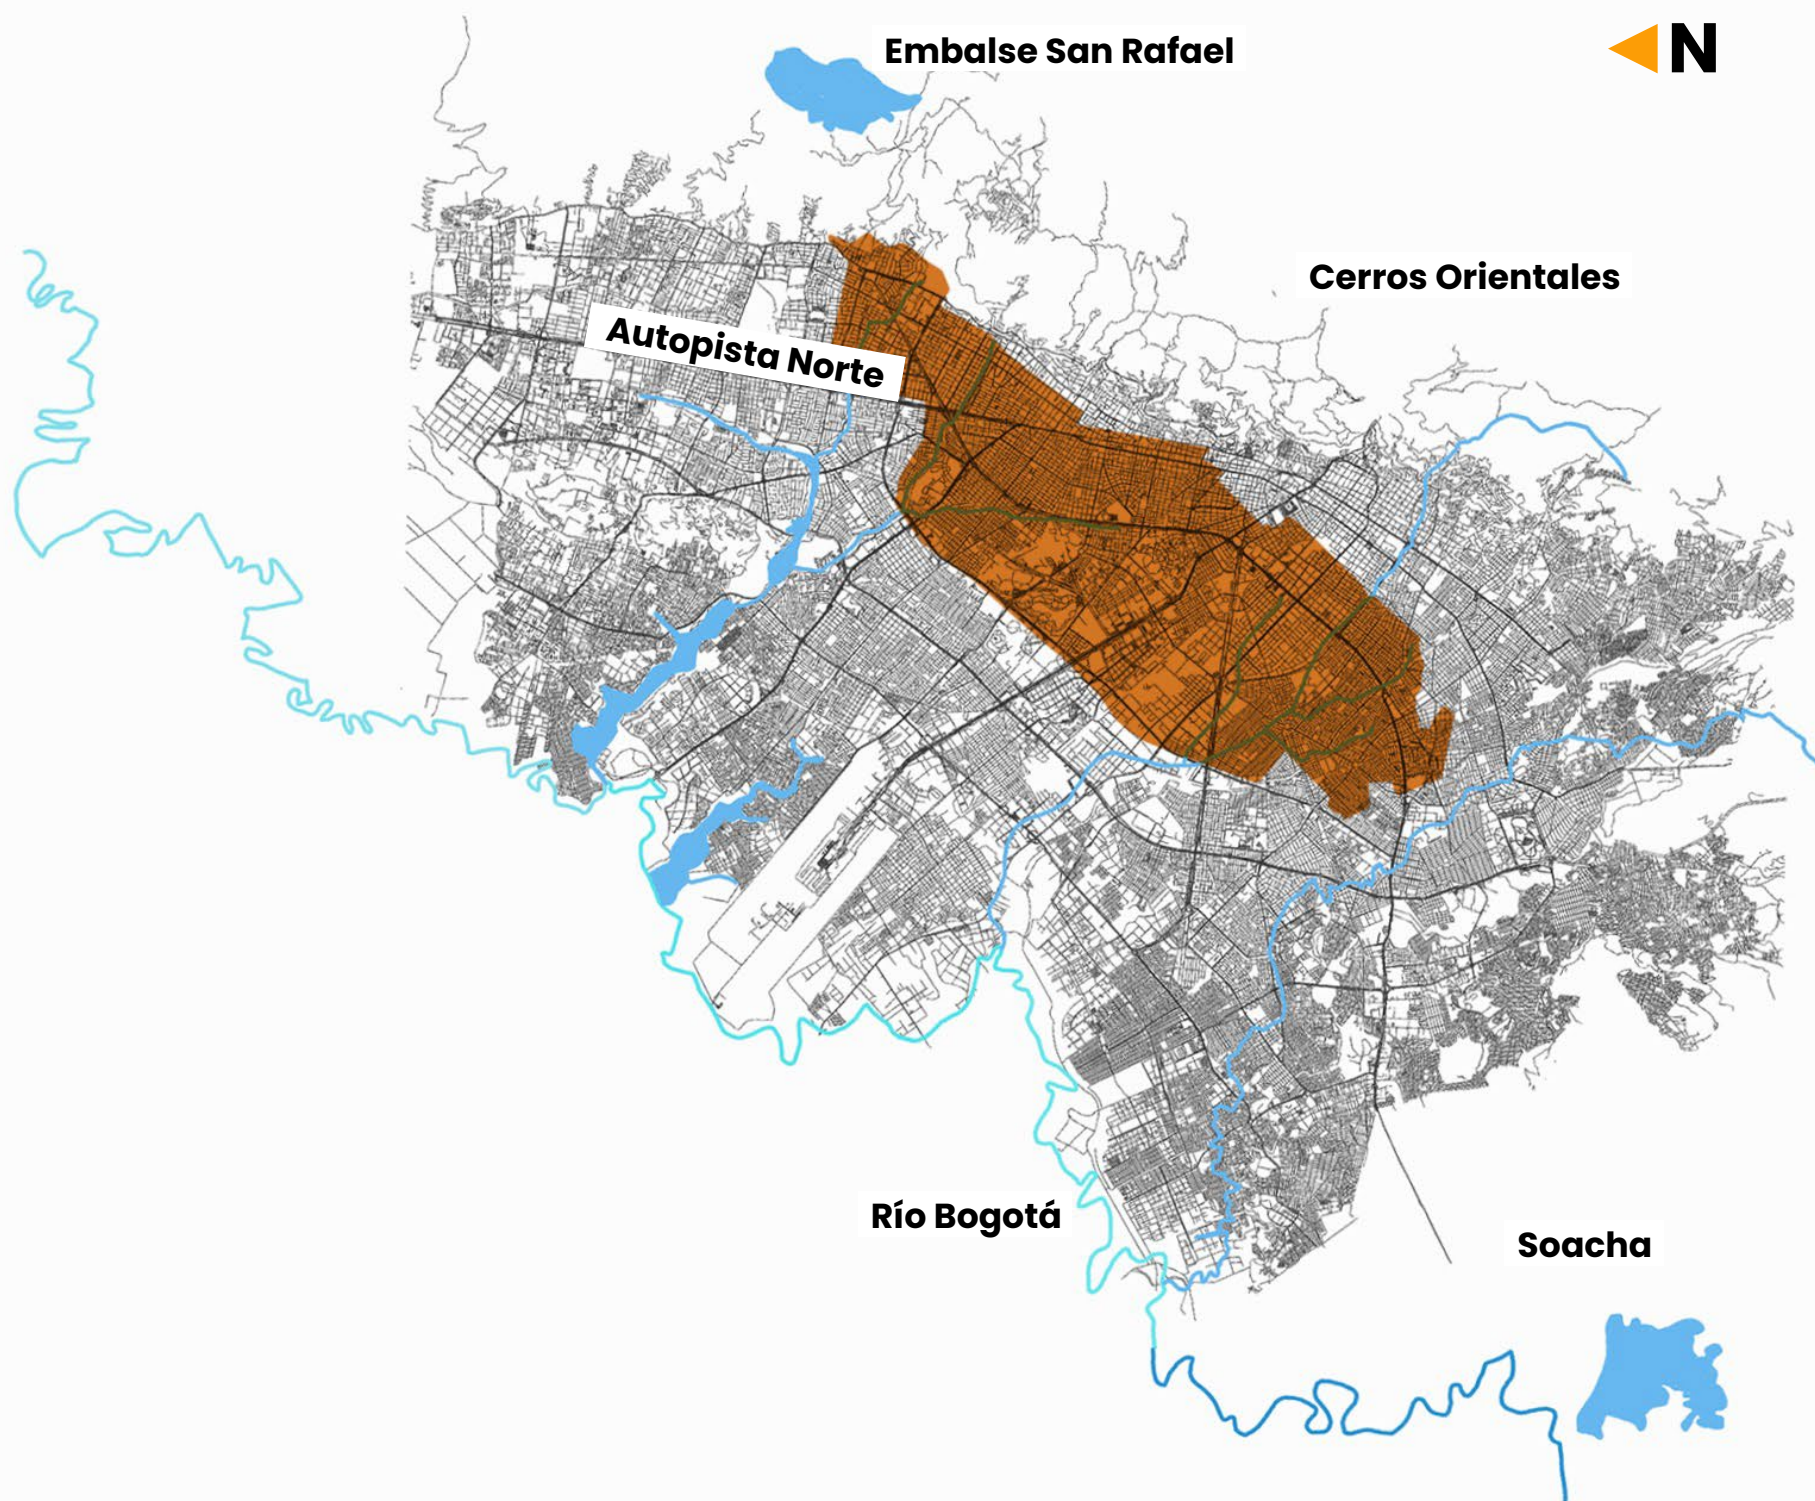 Embalse San Rafael
N
Cerros Orientales
Autopista Norte
Río Bogotá
Soacha